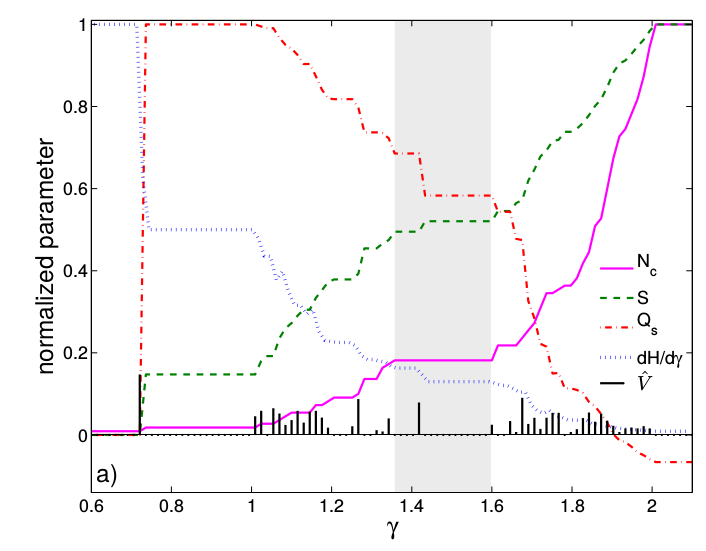 1
0.8
0.6
0.4
0.2
0
normalized parameter
N_c
S
Q_s
dH/dγ
V̂
a)
0.6 0.8 1 1.2 1.4 1.6 1.8 2
γ